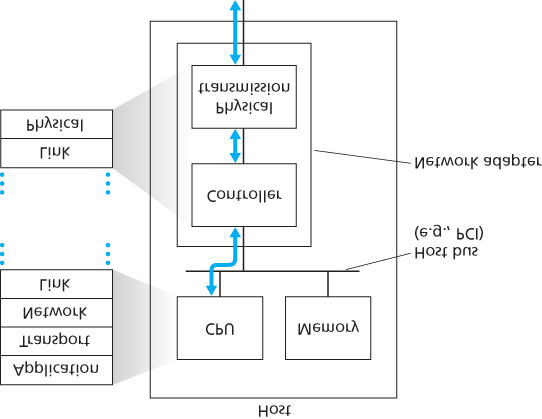 Host
Application
Transport
Network
Link
CPU
Memory
Host bus
(e.g., PCI)
Controller
Network adapter
Link
Physical
Physical
transmission